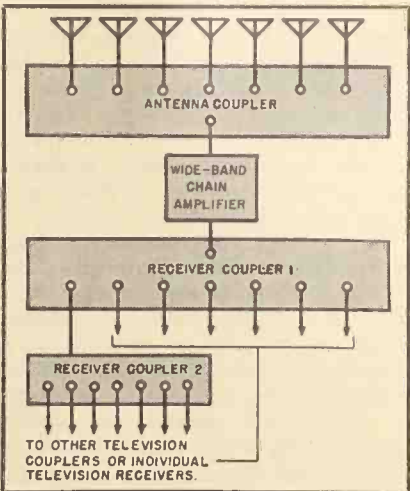 ANTENNA COUPLER
WIDE-BAND
CHAIN
AMPLIFIER
RECEIVER COUPLER 1
RECEIVER COUPLER 2
TO OTHER TELEVISION
COUPLERS OR INDIVIDUAL
TELEVISION RECEIVERS.